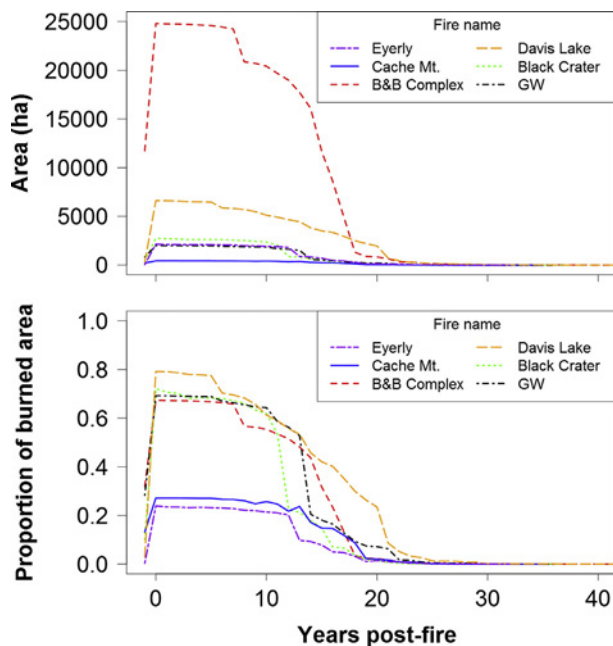 Area (ha)
25000
20000
15000
10000
5000
0
Fire name
Eyerly
Cache Mt.
B&B Complex
Davis Lake
Black Crater
GW
Proportion of burned area
1.0
0.8
0.6
0.4
0.2
0.0
Fire name
Eyerly
Cache Mt.
B&B Complex
Davis Lake
Black Crater
GW
0 10 20 30 40
Years post-fire